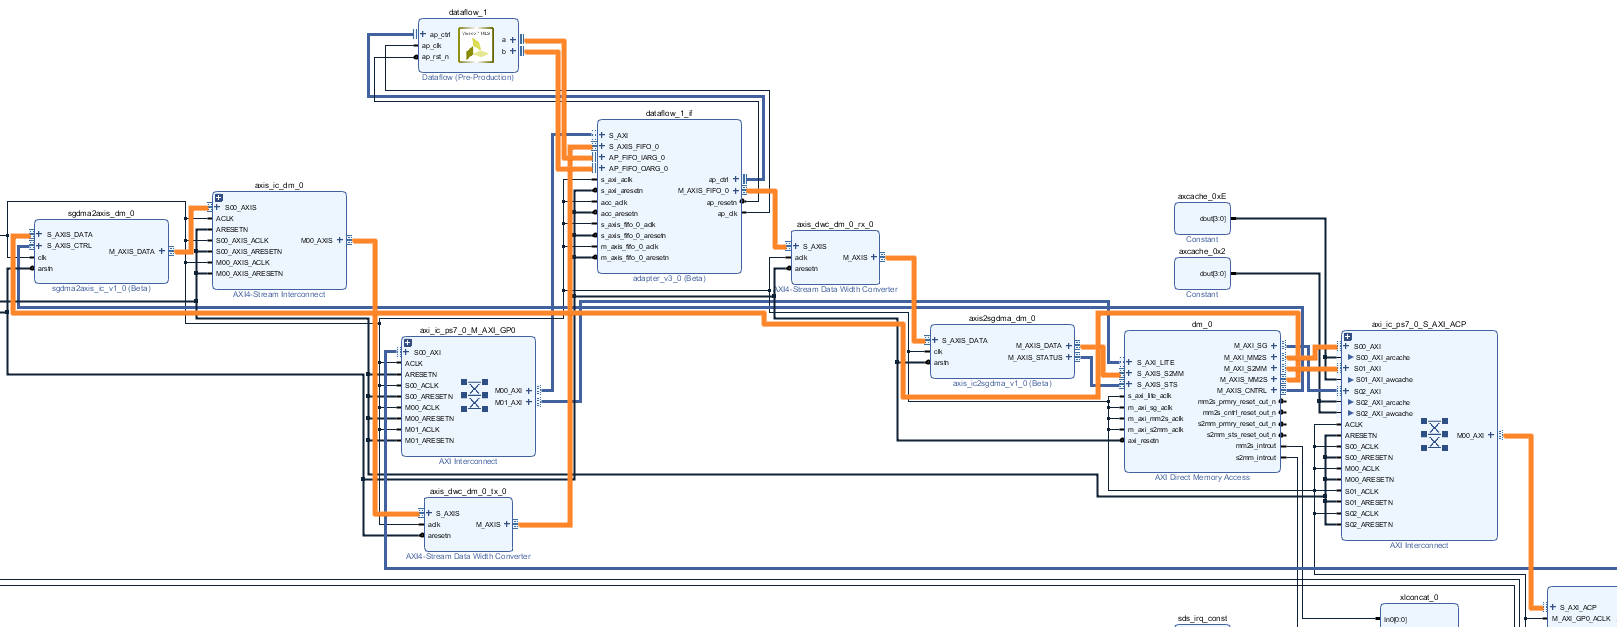 dataflow_1
ap_ctrl
ap_clk
ap_rst_n
a
b
Dataflow (Pre-Production)
dataflow_1_if
S_AXI
S_AXIS_FIFO_0
AP_FIFO_IARG_0
AP_FIFO_OARG_0
s_axi_aclk
s_axi_aresetn
acc_aclk
acc_aresetn
s_axis_fifo_0_aclk
s_axis_fifo_0_aresetn
m_axis_fifo_0_aclk
m_axis_fifo_0_aresetn
ap_ctrl
M_AXIS_FIFO_0
ap_resetn
ap_clk
adapter_v3_0 (Beta)
axis_ic_dm_0
S00_AXIS
ACLK
ARESETN
S00_AXIS_ACLK
S00_AXIS_ARESETN
M00_AXIS_ACLK
M00_AXIS_ARESETN
M00_AXIS
AXI4-Stream Interconnect
sgdma2axis_dm_0
S_AXIS_DATA
S_AXIS_CTRL
clk
arstn
M_AXIS_DATA
sgdma2axis_ic_v1_0 (Beta)
axis_dwc_dm_0_rx_0
S_AXIS
aclk
aresetn
M_AXIS
AXI4-Stream Data Width Converter
axcache_0xE
dout[3:0]
Constant
axcache_0x2
dout[3:0]
Constant
axi_ic_ps7_0_M_AXI_GP0
S00_AXI
ACLK
ARESETN
S00_ACLK
S00_ARESETN
M00_ACLK
M00_ARESETN
M01_ACLK
M01_ARESETN
M00_AXI
M01_AXI
AXI Interconnect
axis2sgdma_dm_0
S_AXIS_DATA
clk
arstn
M_AXIS_DATA
M_AXIS_STATUS
axis_ic2sgdma_v1_0 (Beta)
dm_0
S_AXI_LITE
S_AXIS_S2MM
S_AXIS_STS
s_axi_lite_aclk
m_axi_sg_aclk
m_axi_mm2s_aclk
m_axi_s2mm_aclk
axi_resetn
M_AXI_SG
M_AXI_MM2S
M_AXI_S2MM
M_AXIS_MM2S
M_AXIS_CNTRL
mm2s_prmry_reset_out_n
mm2s_cntrl_reset_out_n
s2mm_prmry_reset_out_n
s2mm_sts_reset_out_n
mm2s_introut
s2mm_introut
AXI Direct Memory Access
axi_ic_ps7_0_S_AXI_ACP
S00_AXI
S00_AXI_arcache
S01_AXI
S01_AXI_awcache
S02_AXI
S02_AXI_arcache
S02_AXI_awcache
ACLK
ARESETN
S00_ACLK
S00_ARESETN
M00_ACLK
M00_ARESETN
S01_ACLK
S01_ARESETN
S02_ACLK
S02_ARESETN
M00_AXI
AXI Interconnect
axis_dwc_dm_0_tx_0
S_AXIS
aclk
aresetn
M_AXIS
AXI4-Stream Data Width Converter
sds_irq_const
xlconcat_0
In0[0:0]
S_AXI_ACP
M_AXI_GP0_ACLK